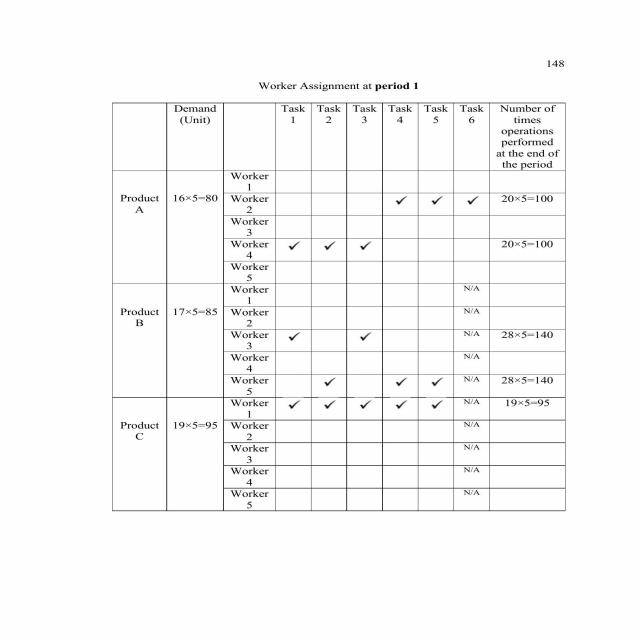 148
Worker Assignment at period 1
Demand (Unit) Task 1 Task 2 Task 3 Task 4 Task 5 Task 6 Number of times operations performed at the end of the period
Product A 16×5=80
Worker 1
Worker 2 ✓ ✓ ✓ 20×5=100
Worker 3
Worker 4 ✓ ✓ ✓ 20×5=100
Worker 5
Product B 17×5=85
Worker 1 N/A
Worker 2 N/A
Worker 3 ✓ ✓ N/A 28×5=140
Worker 4 N/A
Worker 5 ✓ ✓ ✓ N/A 28×5=140
Product C 19×5=95
Worker 1 ✓ ✓ ✓ ✓ ✓ N/A 19×5=95
Worker 2 N/A
Worker 3 N/A
Worker 4 N/A
Worker 5 N/A